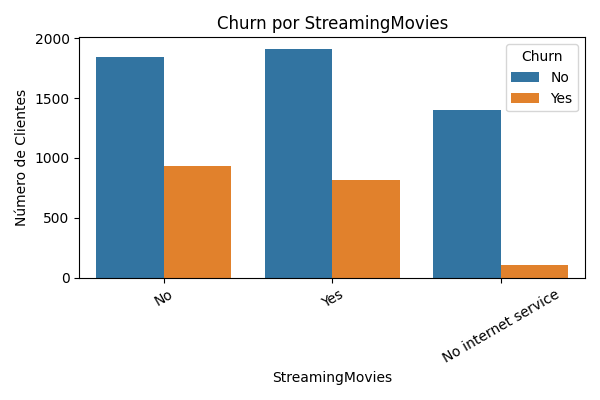 Churn por StreamingMovies
Churn
No
Yes
Número de Clientes
2000
1500
1000
500
0
No
Yes
No internet service
StreamingMovies